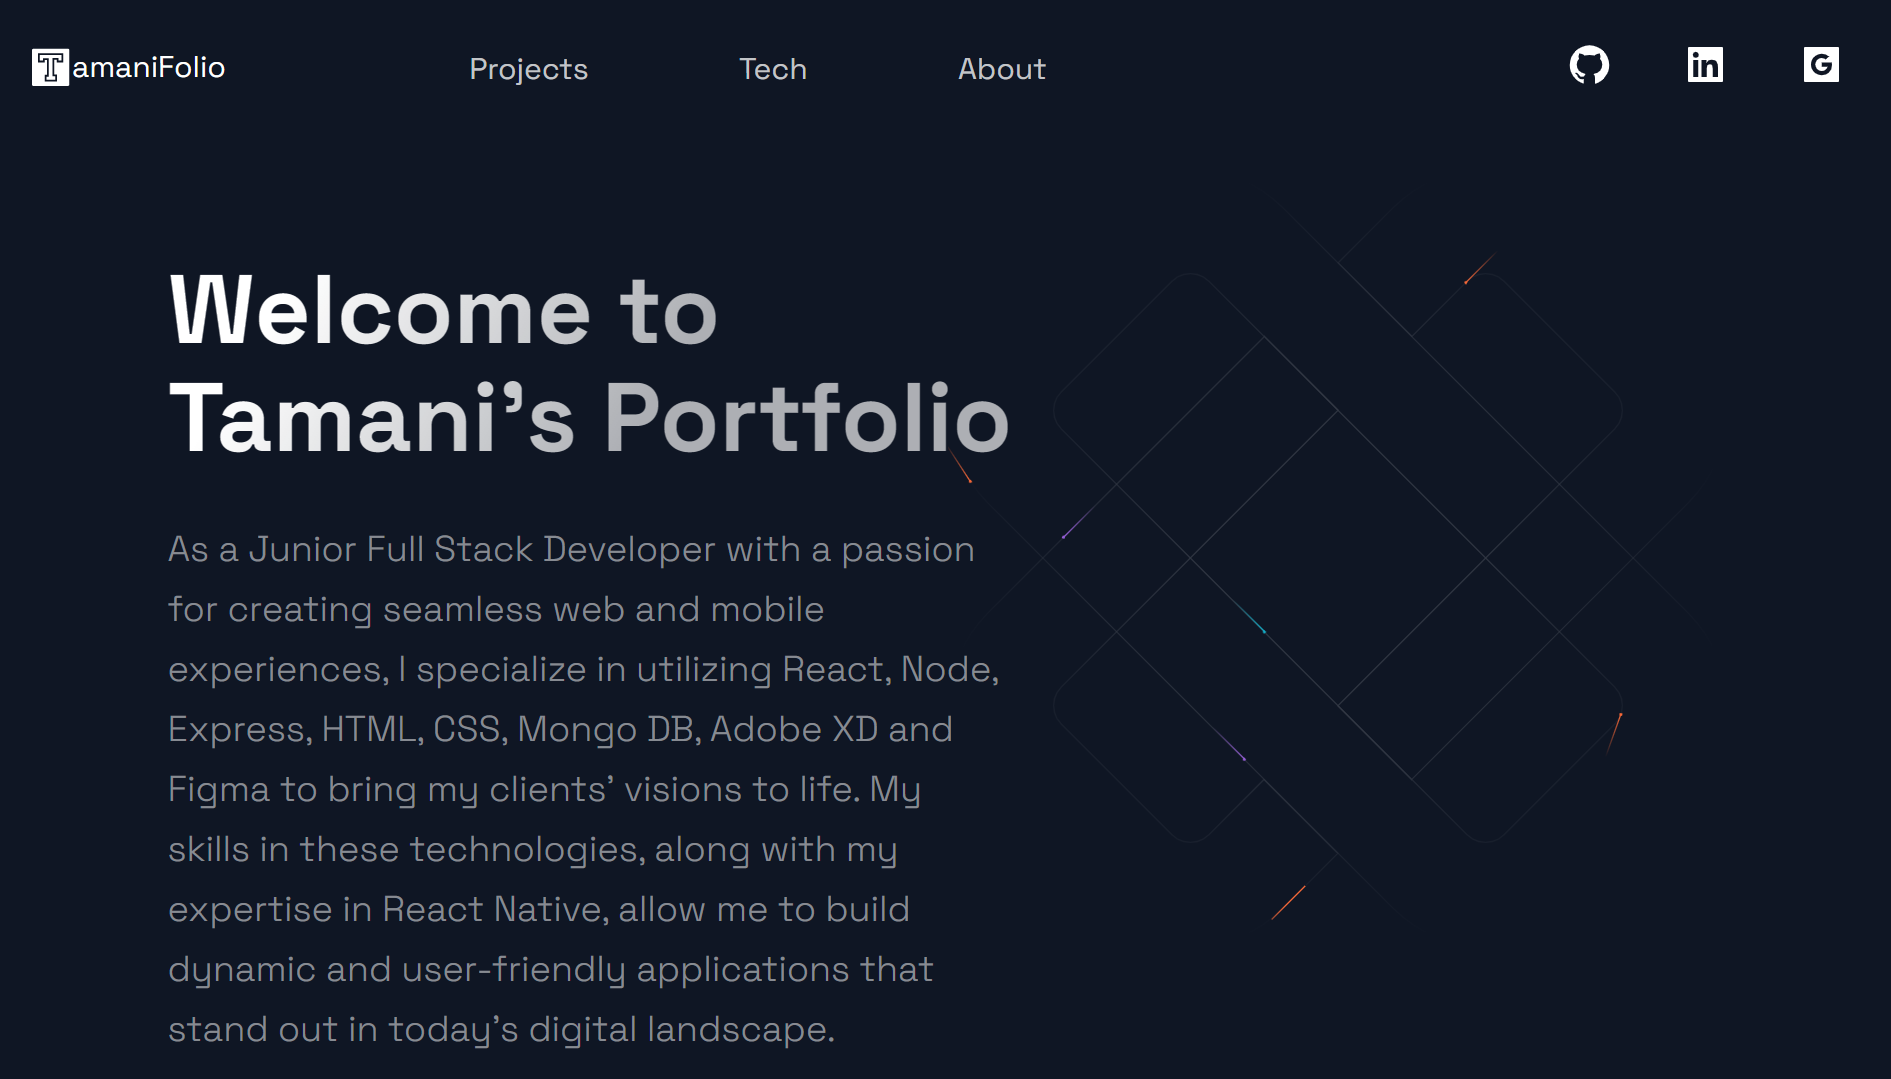 TamaniFolio
Projects
Tech
About
in
G
Welcome to
Tamani’s Portfolio
As a Junior Full Stack Developer with a passion
for creating seamless web and mobile
experiences, I specialize in utilizing React, Node,
Express, HTML, CSS, Mongo DB, Adobe XD and
Figma to bring my clients’ visions to life. My
skills in these technologies, along with my
expertise in React Native, allow me to build
dynamic and user-friendly applications that
stand out in today’s digital landscape.